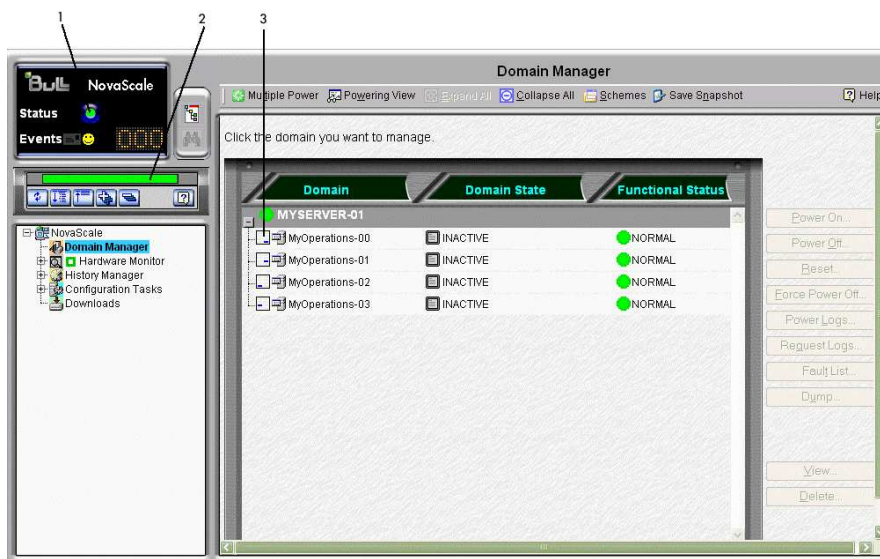 1 2 3
Bull NovaScale
Status
Events
000
Domain Manager
Multiple Power Powering View Expand All Collapse All Schemes Save Snapshot Help
Click the domain you want to manage.
Domain Domain State Functional Status
MYSERVER-01
MyOperations-00 INACTIVE NORMAL
MyOperations-01 INACTIVE NORMAL
MyOperations-02 INACTIVE NORMAL
MyOperations-03 INACTIVE NORMAL
NovaScale
Domain Manager
Hardware Monitor
History Manager
Configuration Tasks
Downloads
Power On...
Power Off...
Reset...
Force Power Off...
Power Logs...
Request Logs...
Fault List...
Dump...
View...
Delete...